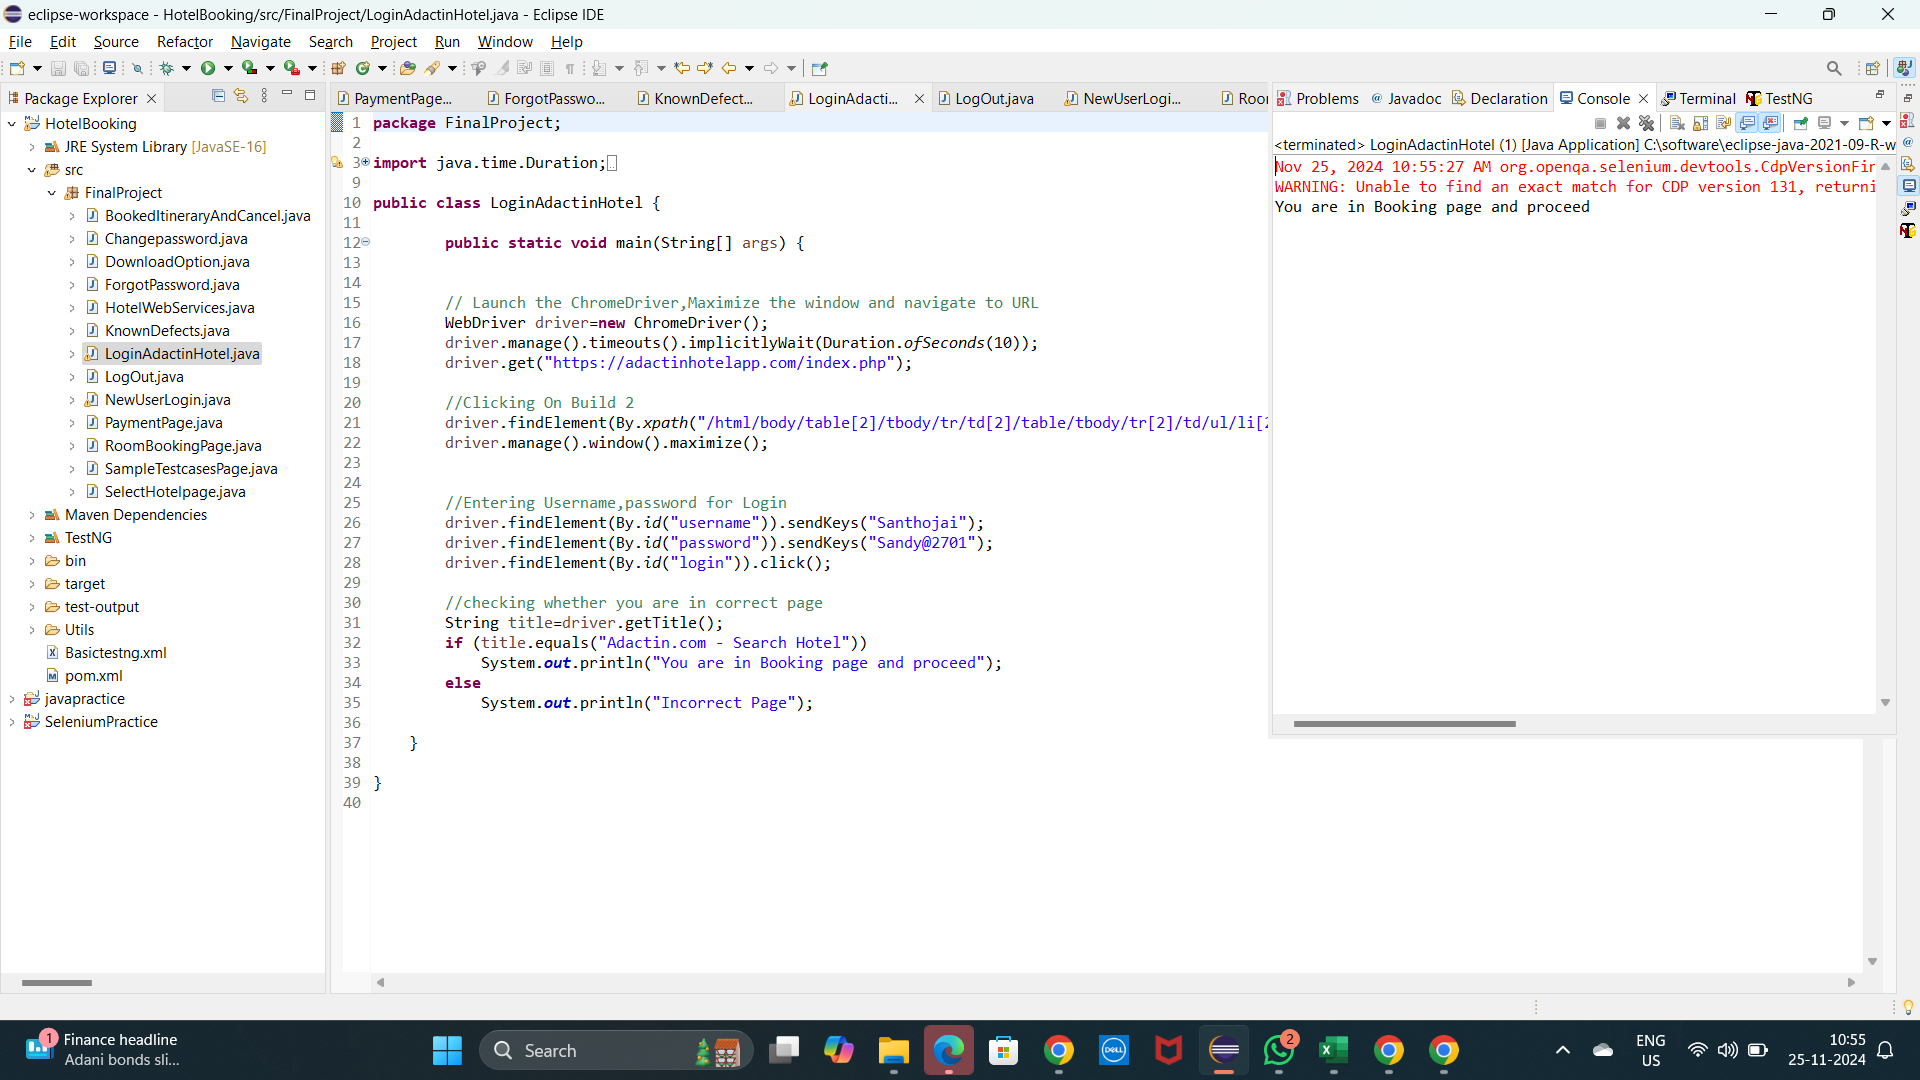 eclipse-workspace - HotelBooking/src/FinalProject/LoginAdactinHotel.java - Eclipse IDE
File Edit Source Refactor Navigate Search Project Run Window Help
Package Explorer
HotelBooking
JRE System Library [JavaSE-16]
src
FinalProject
BookedItineraryAndCancel.java
Changepassword.java
DownloadOption.java
ForgotPassword.java
HotelWebServices.java
KnownDefects.java
LoginAdactinHotel.java
LogOut.java
NewUserLogin.java
PaymentPage.java
RoomBookingPage.java
SampleTestcasesPage.java
SelectHotelpage.java
Maven Dependencies
TestNG
bin
target
test-output
Utils
Basictestng.xml
pom.xml
javapractice
SeleniumPractice
PaymentPage... ForgotPasswo... KnownDefect... LoginAdacti... LogOut.java NewUserLogi... Roo
1 package FinalProject;
2
3 import java.time.Duration;
9
10 public class LoginAdactinHotel {
11
12 public static void main(String[] args) {
13
14
15 // Launch the ChromeDriver,Maximize the window and navigate to URL
16 WebDriver driver=new ChromeDriver();
17 driver.manage().timeouts().implicitlyWait(Duration.ofSeconds(10));
18 driver.get("https://adactinhotelapp.com/index.php");
19
20 //Clicking On Build 2
21 driver.findElement(By.xpath("/html/body/table[2]/tbody/tr/td[2]/table/tbody/tr[2]/td/ul/li[2
22 driver.manage().window().maximize();
23
24
25 //Entering Username,password for Login
26 driver.findElement(By.id("username")).sendKeys("Santhojai");
27 driver.findElement(By.id("password")).sendKeys("Sandy@2701");
28 driver.findElement(By.id("login")).click();
29
30 //checking whether you are in correct page
31 String title=driver.getTitle();
32 if (title.equals("Adactin.com - Search Hotel"))
33 System.out.println("You are in Booking page and proceed");
34 else
35 System.out.println("Incorrect Page");
36
37 }
38
39 }
40
Problems Javadoc Declaration Console Terminal TestNG
<terminated> LoginAdactinHotel (1) [Java Application] C:\software\eclipse-java-2021-09-R-w
Nov 25, 2024 10:55:27 AM org.openqa.selenium.devtools.CdpVersionFin
WARNING: Unable to find an exact match for CDP version 131, returni
You are in Booking page and proceed
1
Finance headline
Adani bonds sli...
Search
DELL
2
ENG
US
10:55
25-11-2024